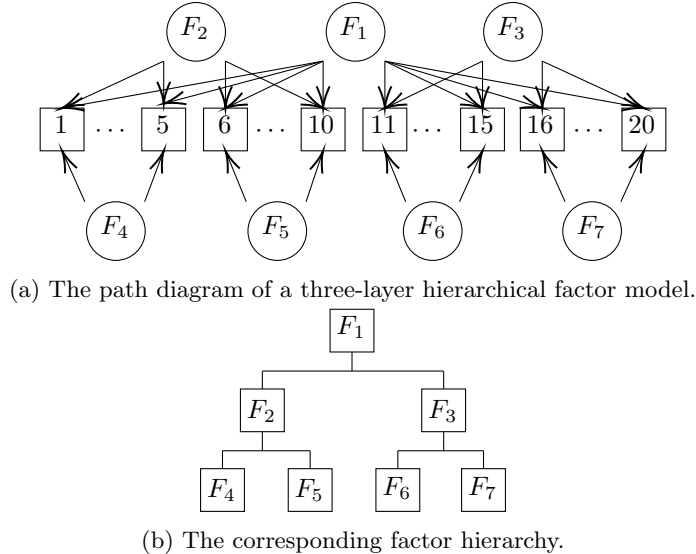 F₂ F₁ F₃
1 ... 5 6 ... 10 11 ... 15 16 ... 20
F₄ F₅ F₆ F₇
(a) The path diagram of a three-layer hierarchical factor model.
F₁
F₂ F₃
F₄ F₅ F₆ F₇
(b) The corresponding factor hierarchy.